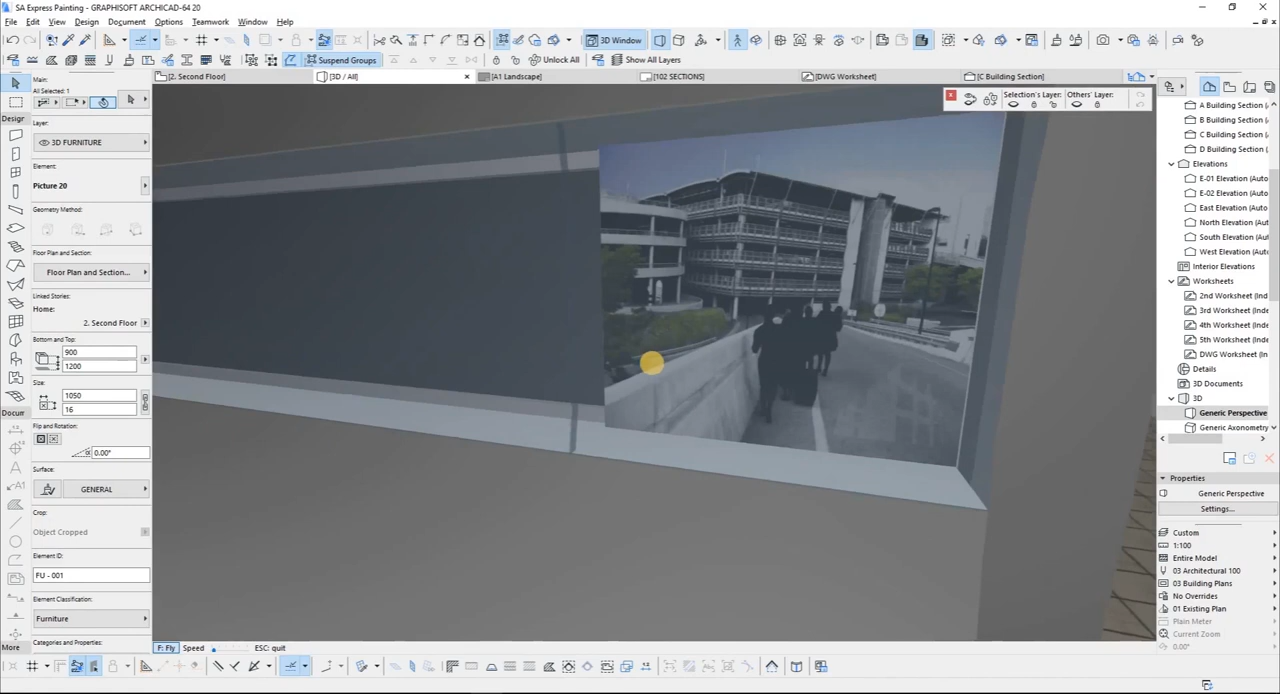 SA Express Painting - GRAPHISOFT ARCHICAD-64 20
File Edit View Design Document Options Teamwork Window Help
3D Window
Suspend Groups
Unlock All
Show All Layers
[2. Second Floor]
[3D / All]
[A1 Landscape]
[102 SECTIONS]
[DWG Worksheet]
[C Building Section]
Main:
All Selected: 1
Selection's Layer:
Others' Layer:
Design
Layer:
3D FURNITURE
Element:
Picture 20
Geometry Method:
Floor Plan and Section:
Floor Plan and Section...
Linked Stories:
Home:
2. Second Floor
Bottom and Top:
900
1200
Size:
1050
16
Docum
Flip and Rotation:
0.00°
Surface:
GENERAL
Crop:
Object Cropped
Element ID:
FU - 001
Element Classification:
Furniture
Categories and Properties:
More
F: Fly
Speed
ESC: quit
A Building Section (
B Building Section (
C Building Section (
D Building Section (
Elevations
E-01 Elevation (Auto
E-02 Elevation (Auto
East Elevation (Auto
North Elevation (Auto
South Elevation (Auto
West Elevation (Auto
Interior Elevations
Worksheets
2nd Worksheet (Inde
3rd Worksheet (Inde
4th Worksheet (Inde
5th Worksheet (Inde
DWG Worksheet (Inde
Details
3D Documents
3D
Generic Perspective
Generic Axonometry
Properties
Generic Perspective
Settings...
Custom
1:100
Entire Model
03 Architectural 100
03 Building Plans
No Overrides
01 Existing Plan
Plain Meter
Current Zoom
0.00°